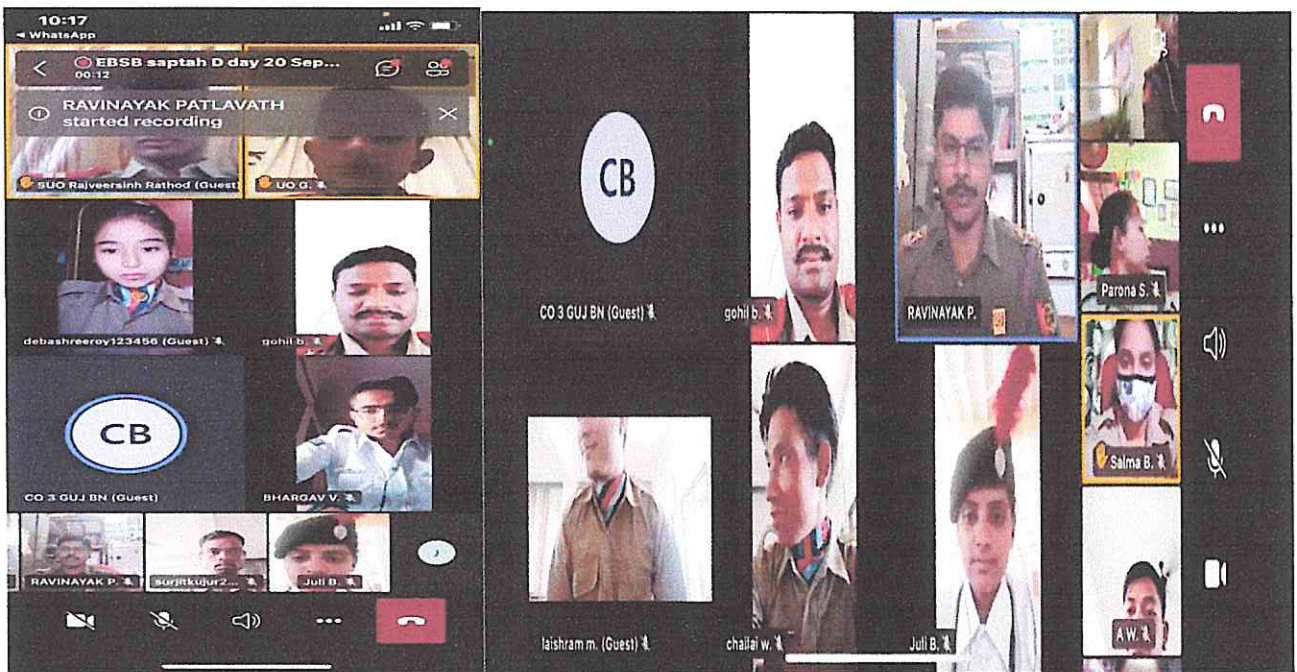 10:17
WhatsApp
EBSB saptah D day 20 Sep...
00:12
RAVINAYAK PATLAVATH
started recording
SUO Rajveersinh Rathod (Guest)
UO G.
debashreeroy123456 (Guest)
gohil b.
CB
CO 3 GUJ BN (Guest)
BHARGAV V.
RAVINAYAK P.
surjitkujur2...
Juli B.
CB
CO 3 GUJ BN (Guest)
gohil b.
RAVINAYAK P.
Parona S.
Salma B.
laishram m. (Guest)
chailai w.
Juli B.
A W.